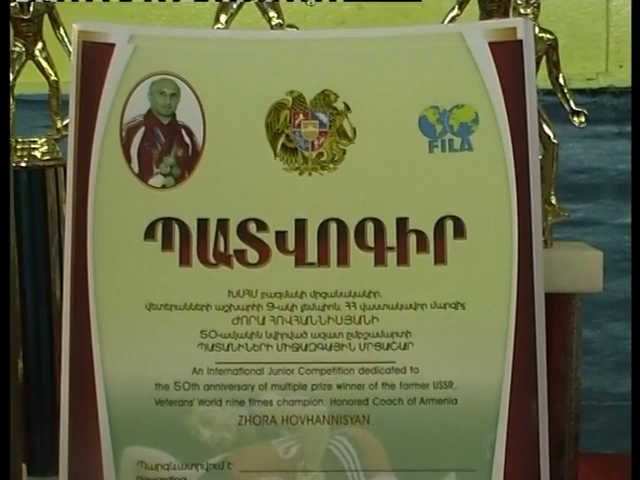 FILA
ՊԱՏՎՈԳԻՐ
ԽՍՀՄ բազմակի մրցանակակիր,
վետերանների աշխարհի 9-ակի չեմպիոն, ՀՀ վաստակավոր մարզիչ
ԺՈՐԱ ՀՈՎՀԱՆՆԻՍՅԱՆԻ
50-ամյակին նվիրված ազատ ըմբշամարտի
ՊԱՏԱՆԻՆԵՐԻ ՄԻՋԱԶԳԱՅԻՆ ՄՐՑԱՇԱՐ
An International Junior Competition dedicated to
the 50th anniversary of multiple prize winner of the former USSR,
Veterans' World nine times champion, Honored Coach of Armenia
ZHORA HOVHANNISYAN
Պարգևատրվում է